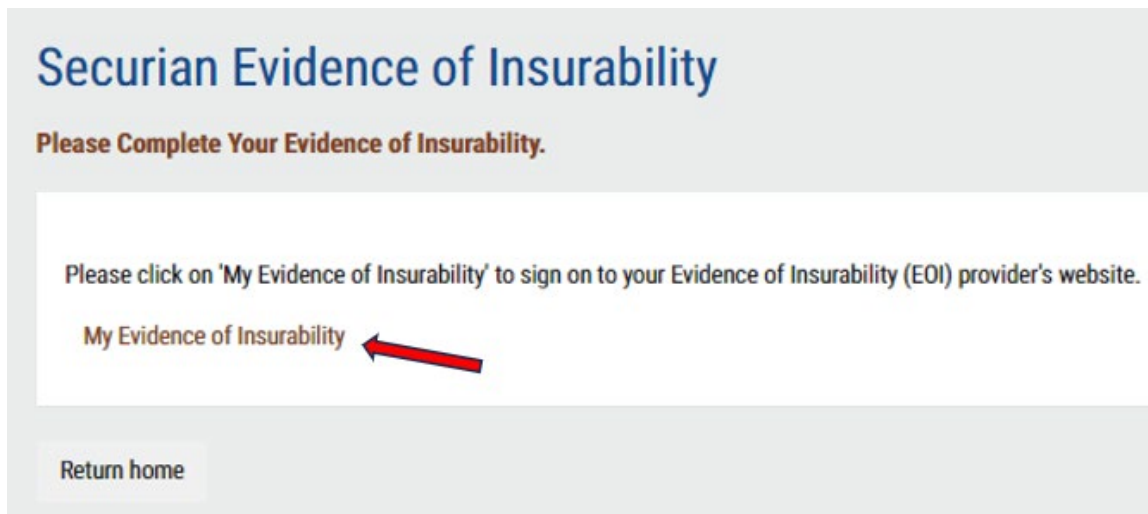 Securian Evidence of Insurability
Please Complete Your Evidence of Insurability.
Please click on 'My Evidence of Insurability' to sign on to your Evidence of Insurability (EOI) provider's website.
My Evidence of Insurability
Return home